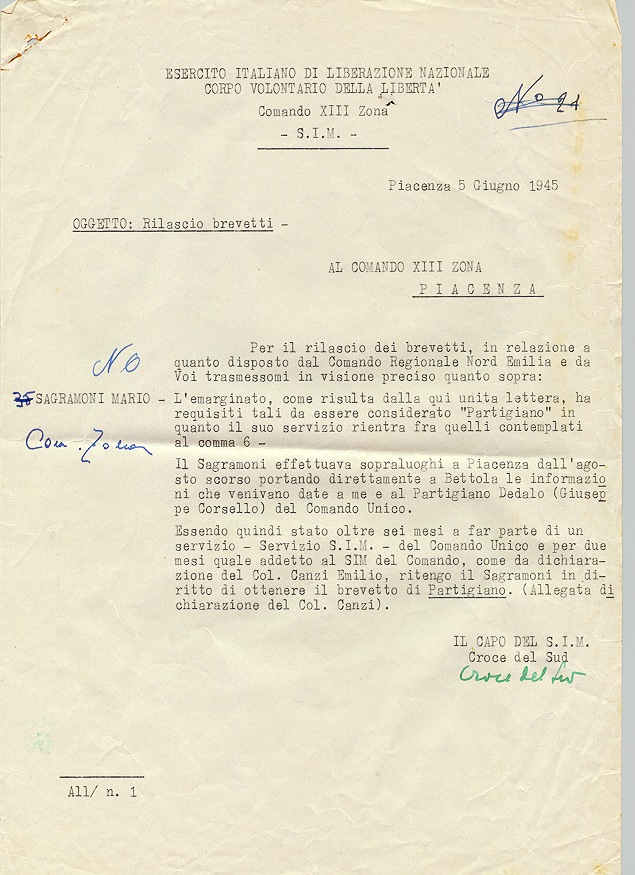 ESERCITO ITALIANO DI LIBERAZIONE NAZIONALE
CORPO VOLONTARIO DELLA LIBERTA'
Comando XIII Zona
- S.I.M. -
Piacenza 5 Giugno 1945
OGGETTO: Rilascio brevetti -
AL COMANDO XIII ZONA
P I A C E N Z A
NO
Per il rilascio dei brevetti, in relazione a
quanto disposto dal Comando Regionale Nord Emilia e da
Voi trasmessomi in visione preciso quanto sopra:
SAGRAMONI MARIO - L'emarginato, come risulta dalla qui unita lettera, ha
requisiti tali da essere considerato "Partigiano" in
quanto il suo servizio rientra fra quelli contemplati
al comma 6 -
Il Sagramoni effettuava sopraluoghi a Piacenza dall'ago-
sto scorso portando direttamente a Bettola le informazio
ni che venivano date a me e al Partigiano Dedalo (Giusep
pe Corsello) del Comando Unico.
Essendo quindi stato oltre sei mesi a far parte di un
servizio - Servizio S.I.M. - del Comando Unico e per due
mesi quale addetto al SIM del Comando, come da dichiara-
zione del Col. Canzi Emilio, ritengo il Sagramoni in di-
ritto di ottenere il brevetto di Partigiano. (Allegata di
chiarazione del Col. Canzi).
IL CAPO DEL S.I.M.
Croce del Sud
Croce del Sud
All/ n. 1